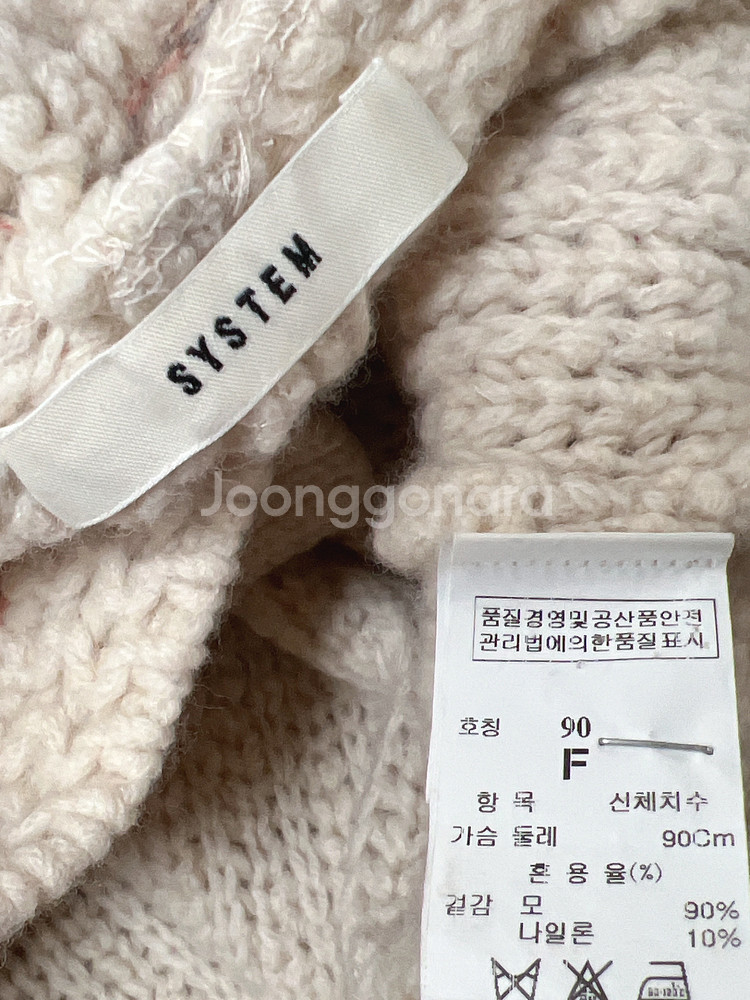 SYSTEM
Joonggonara
품질경영및공산품안전
관리법에의한품질표시
호칭 90
F
항 목 신체치수
가슴 둘레 90Cm
혼 용 율(%)
겉감 모 90%
나일론 10%